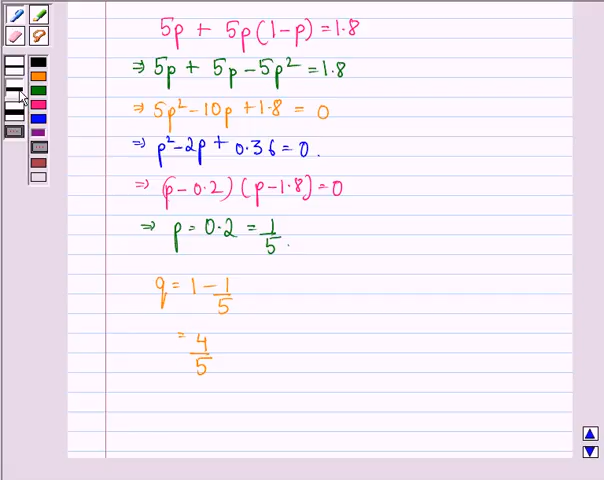 5p + 5p(1-p) = 1.8
⇒ 5p + 5p - 5p² = 1.8
⇒ 5p² - 10p + 1.8 = 0
⇒ p² - 2p + 0.36 = 0.
⇒ (p - 0.2) (p - 1.8) = 0
⇒ p = 0.2 = 1/5.
q = 1 - 1/5
= 4/5